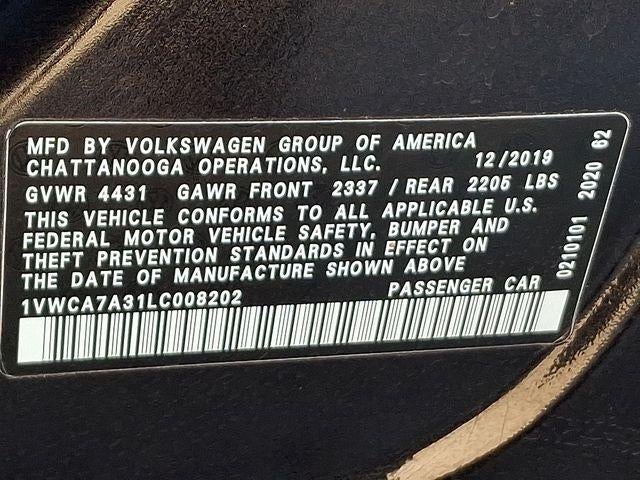 MFD BY VOLKSWAGEN GROUP OF AMERICA
CHATTANOOGA OPERATIONS, LLC. 12/2019
GVWR 4431 GAWR FRONT 2337 / REAR 2205 LBS
THIS VEHICLE CONFORMS TO ALL APPLICABLE U.S.
FEDERAL MOTOR VEHICLE SAFETY, BUMPER AND
THEFT PREVENTION STANDARDS IN EFFECT ON
THE DATE OF MANUFACTURE SHOWN ABOVE
1VWCA7A31LC008202 PASSENGER CAR
0210101 2020 62